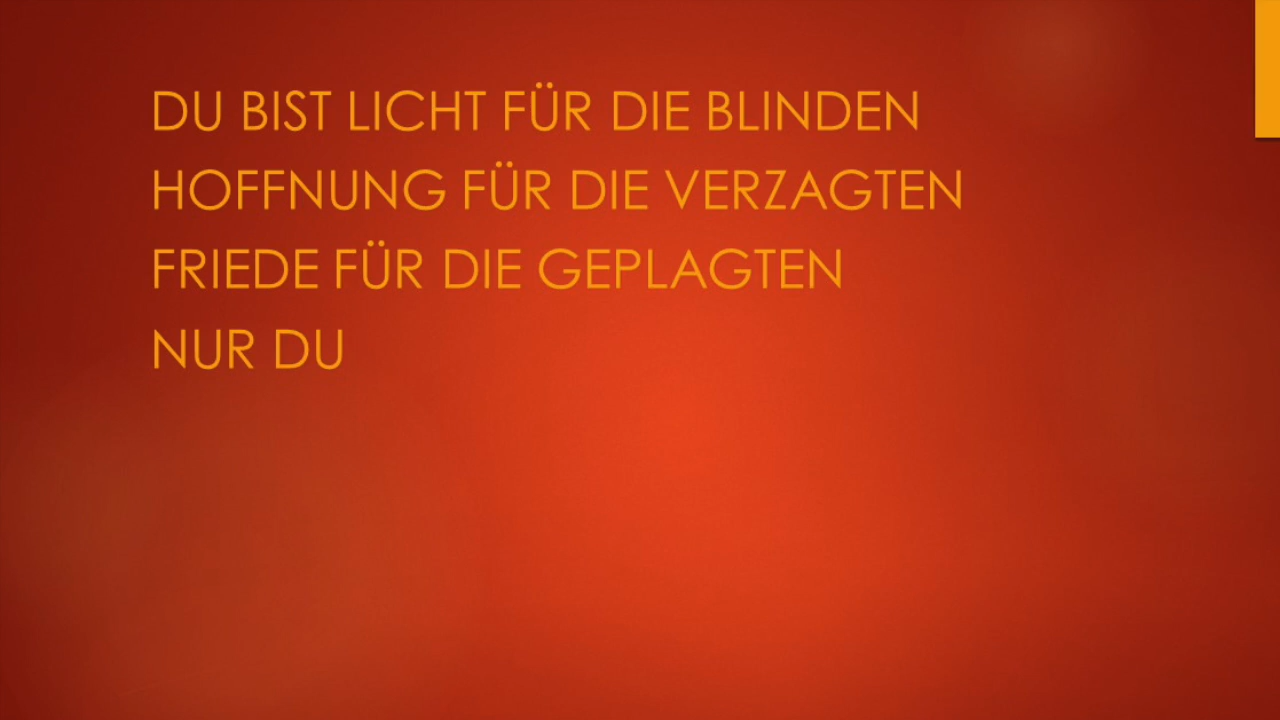 DU BIST LICHT FÜR DIE BLINDEN
HOFFNUNG FÜR DIE VERZAGTEN
FRIEDE FÜR DIE GEPLAGTEN
NUR DU